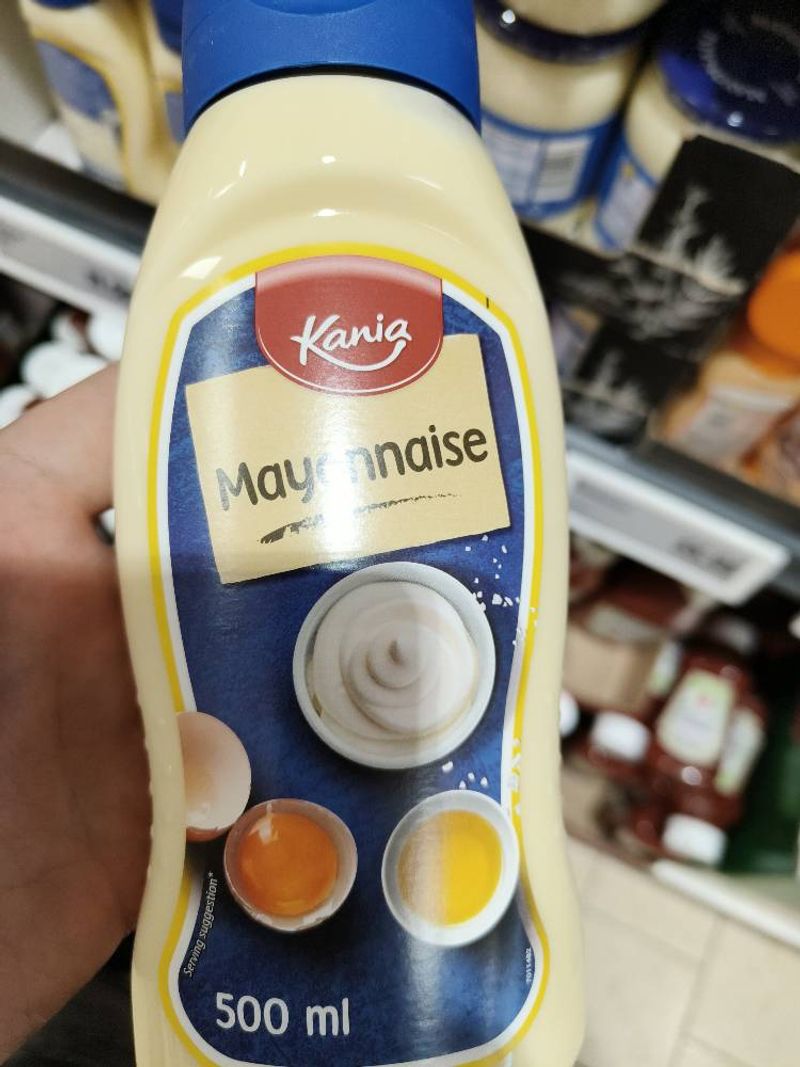 Kania
Mayonnaise
Serving suggestion*
500 ml